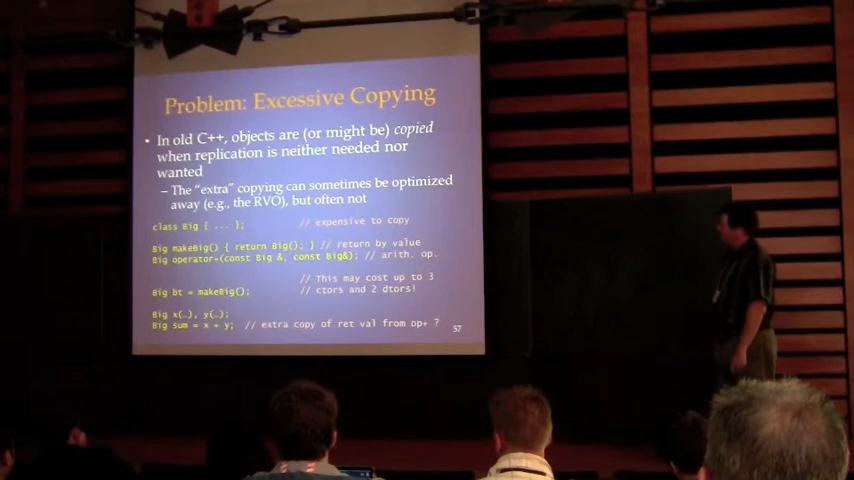 Problem: Excessive Copying
• In old C++, objects are (or might be) copied
when replication is neither needed nor
wanted
– The "extra" copying can sometimes be optimized
away (e.g., the RVO), but often not
class Big { ... }; // expensive to copy
Big makeBig() { return Big(); } // return by value
Big operator+(const Big &, const Big&); // arith. op.
// This may cost up to 3
Big bt = makeBig(); // ctors and 2 dtors!
Big x(…), y(…);
Big sum = x + y; // extra copy of ret val from op+ ?
57